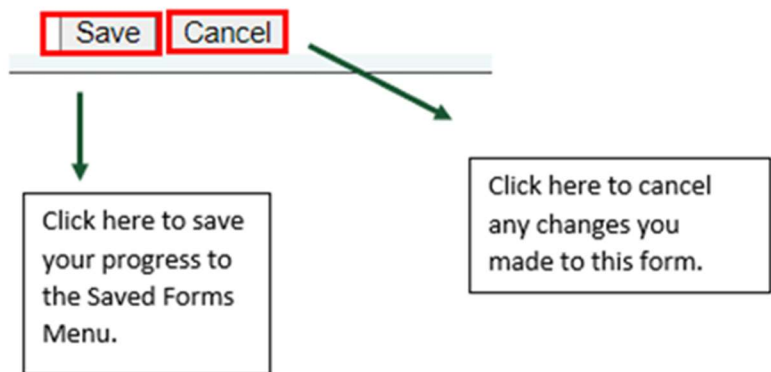 Save Cancel
Click here to save
your progress to
the Saved Forms
Menu.
Click here to cancel
any changes you
made to this form.